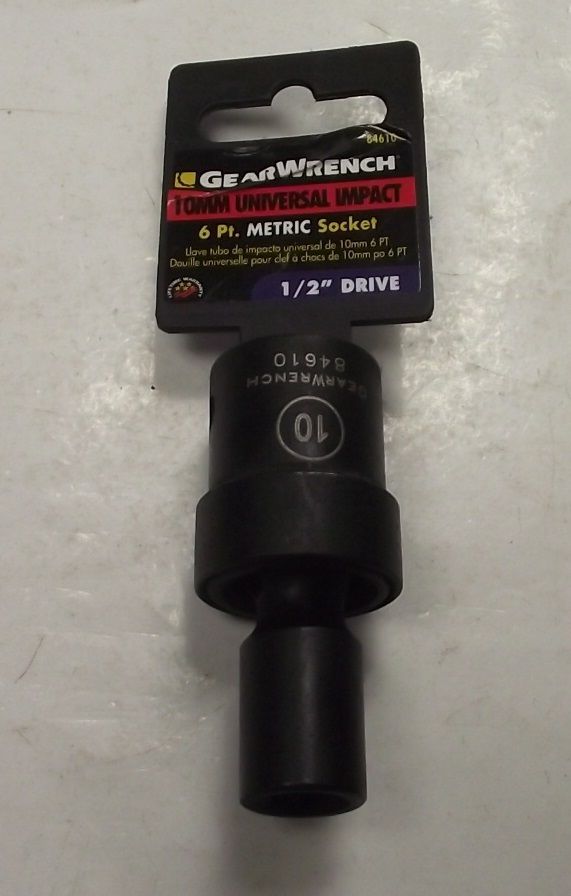 84610
GEARWRENCH
10MM UNIVERSAL IMPACT
6 Pt. METRIC Socket
Llave tubo de impacto universal de 10mm 6 PT
Douille universelle pour clef à chocs de 10mm po 6 PT
1/2" DRIVE
10
GEARWRENCH
84610